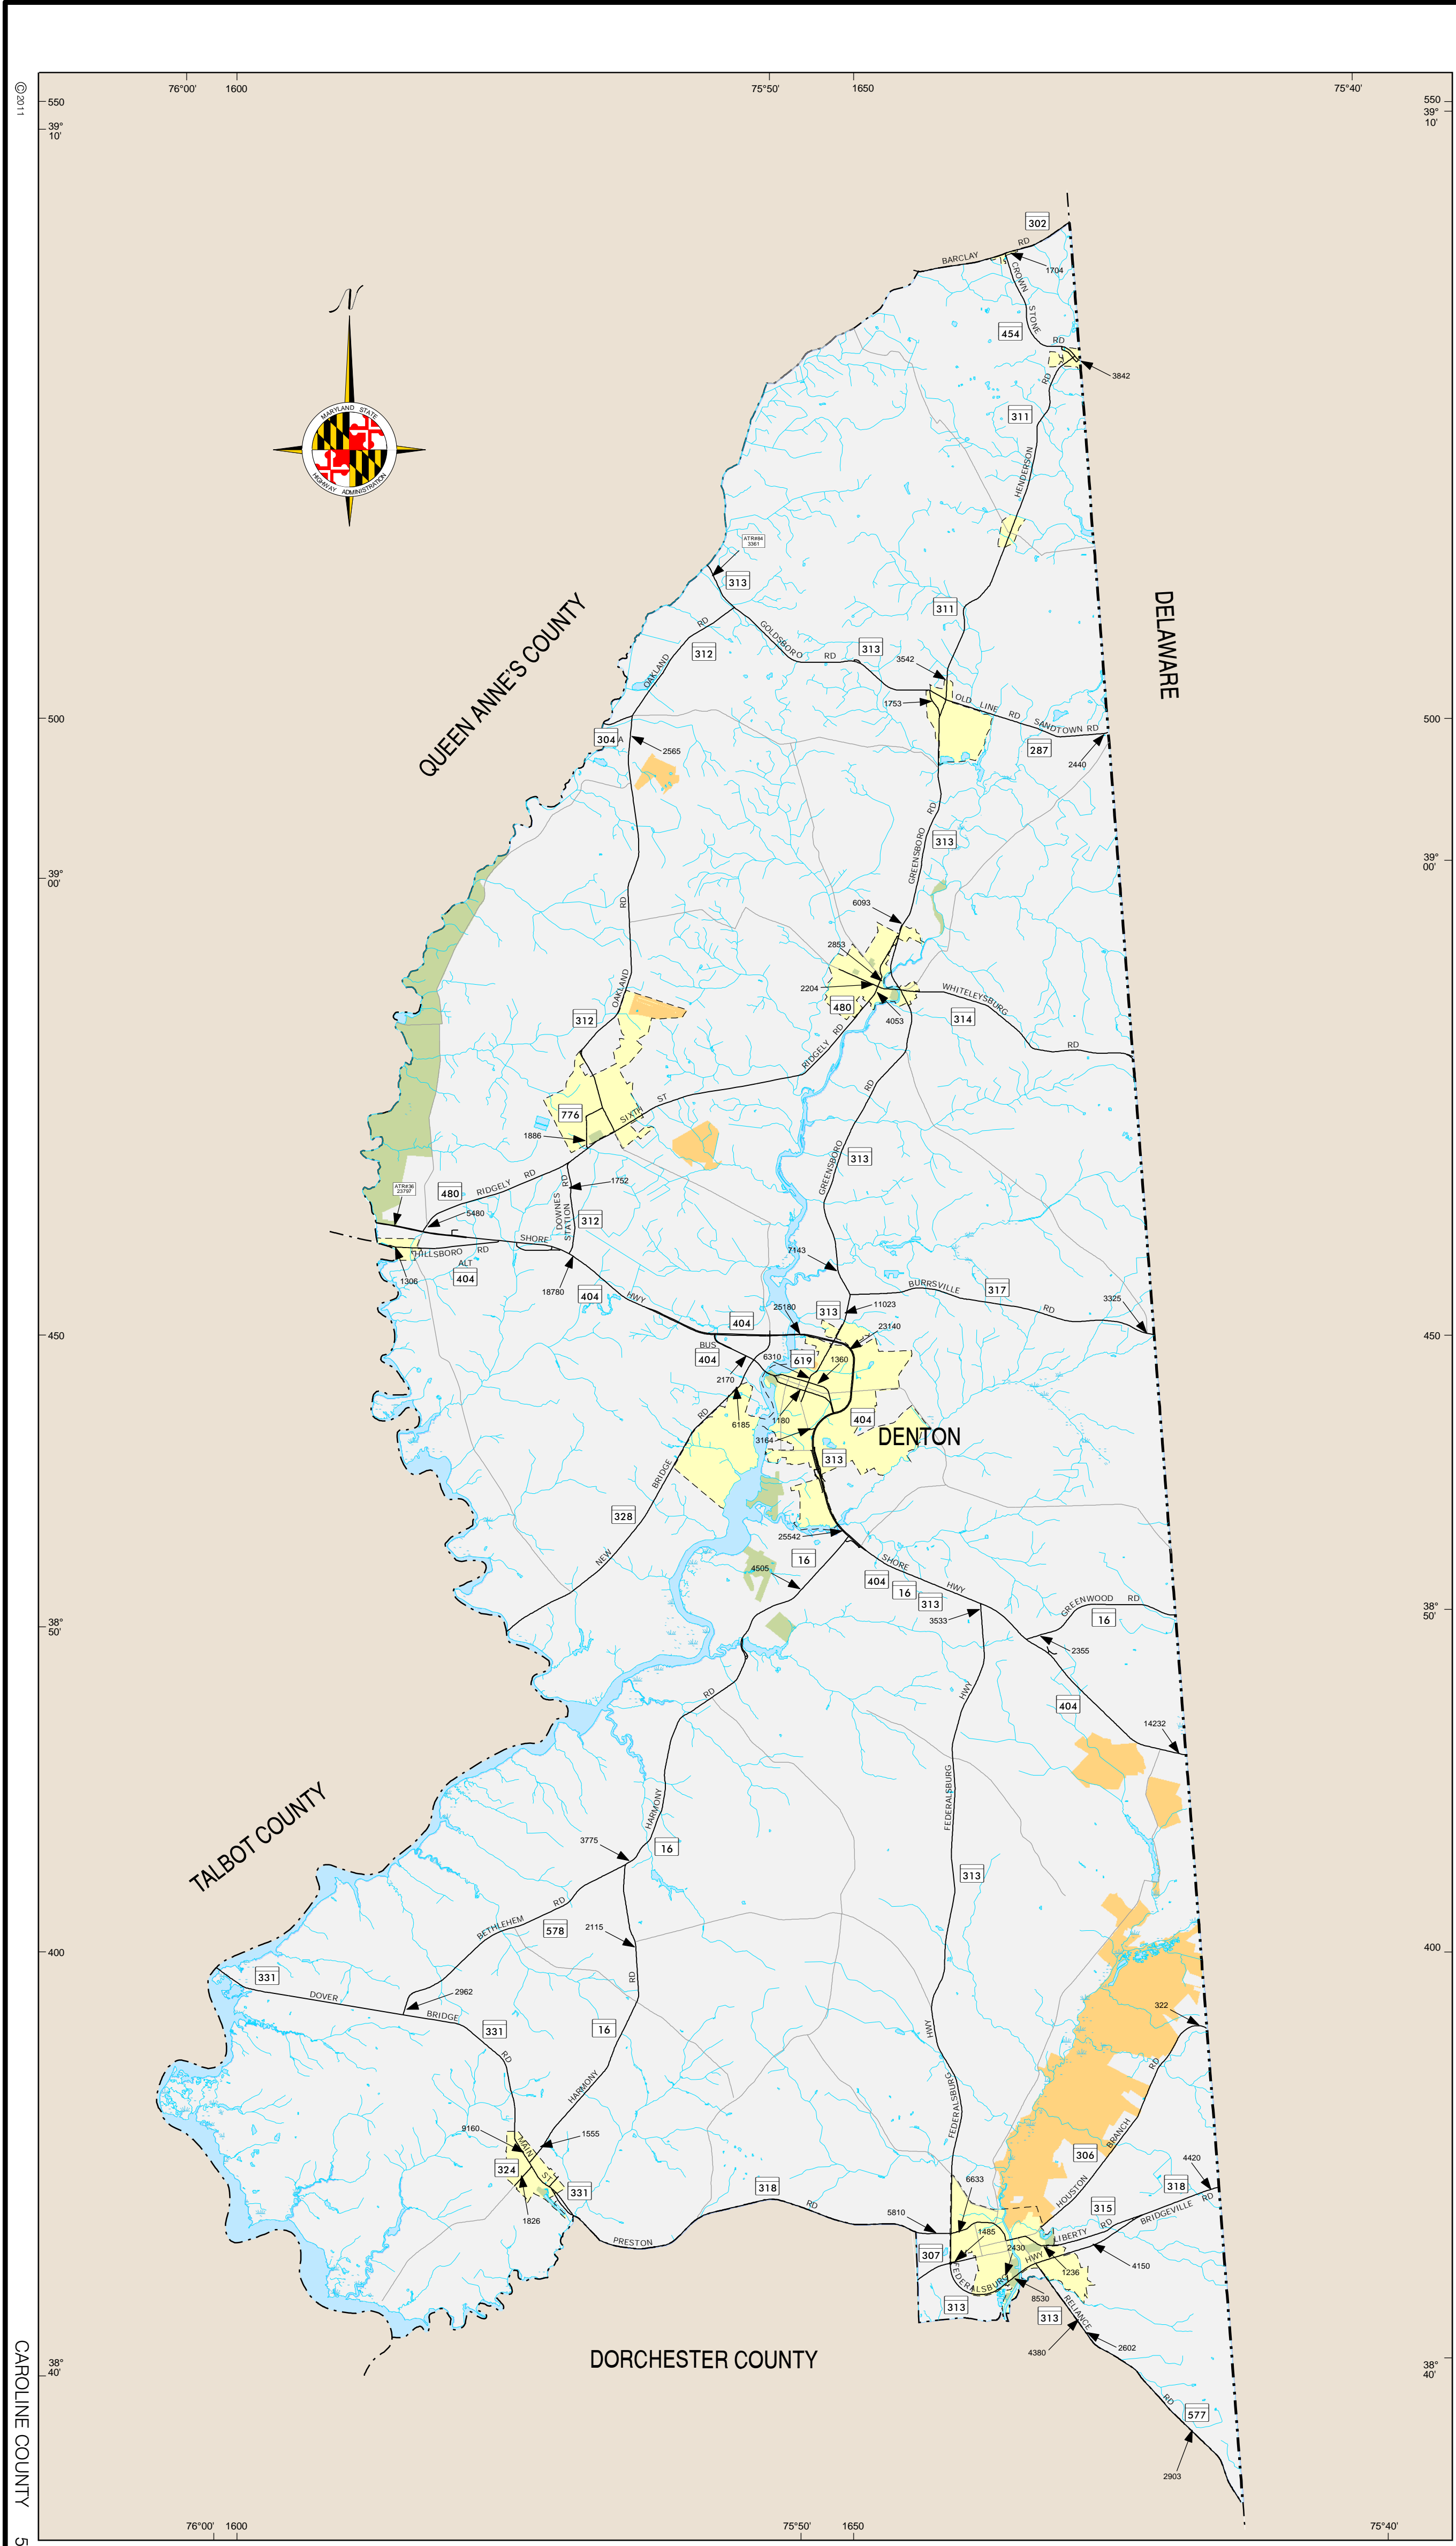 76°00'
1600
75°50'
1650
75°40'
©2011
550
39°
10'
550
39°
10'
302
BARCLAY
RD
1704
CROWN
STONE
RD
454
3842
RD
311
HENDERSON
N
MARYLAND STATE
HIGHWAY ADMINISTRATION
ATR#84
3361
313
QUEEN ANNE'S COUNTY
DELAWARE
RD
OAKLAND
312
GOLDSBORO
RD
313
311
3542
1753
OLD LINE RD
SANDTOWN RD
287
2440
500
500
304 A
2565
RD
GREENSBORO
313
39°
00'
39°
00'
RD
6093
2853
2204
480
4053
WHITELEYSBURG
314
RD
OAKLAND
312
RIDGELY RD
RD
776
SIXTH
ST
1886
GREENSBORO
313
ATR#36
23797
480
RIDGELY
RD
5480
1752
DOWNES
STATION
RD
312
HILLSBORO
RD
SHORE
ALT
404
1306
18780
404
HWY
7143
BURRSVILLE
317
RD
3325
404
25180
313
11023
23140
450
450
BUS
404
6310
619
1360
2170
RD
6185
1180
3164
404
DENTON
313
BRIDGE
328
NEW
25542
16
4505
SHORE
HWY
404
16
313
3533
GREENWOOD
RD
16
2355
38°
50'
38°
50'
RD
HWY
404
14232
TALBOT COUNTY
HARMONY
16
FEDERALSBURG
313
3775
RD
BETHLEHEM
578
2115
RD
400
400
331
DOVER
2962
BRIDGE
331
RD
16
HARMONY
HWY
FEDERALSBURG
322
RD
BRANCH
306
HOUSTON
9160
MAIN
ST
1555
324
331
1826
PRESTON
318
RD
5810
6633
4420
318
315
LIBERTY
RD
BRIDGEVILLE
RD
307
1485
2430
HWY
1236
4150
FEDERALSBURG
8530
313
313
RELIANCE
4380
2602
RD
577
2903
DORCHESTER COUNTY
38°
40'
38°
40'
CAROLINE COUNTY 5
76°00'
1600
75°50'
1650
75°40'